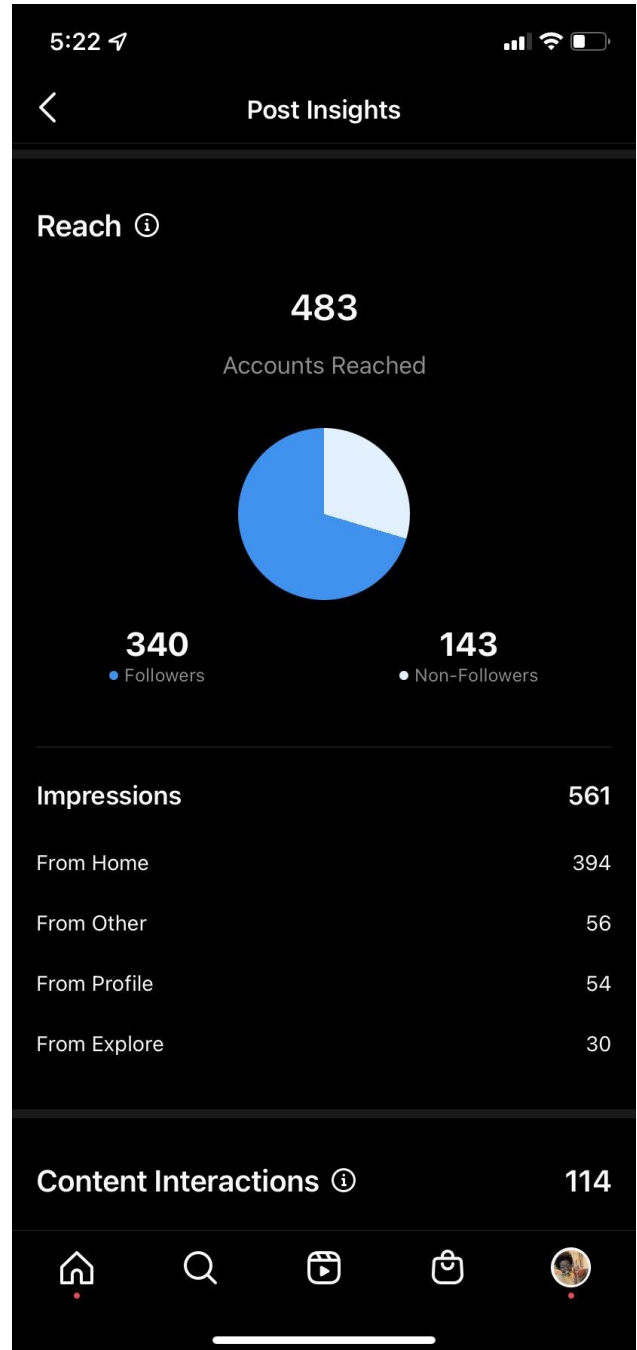 5:22
Post Insights
Reach
483
Accounts Reached
340 143
Followers Non-Followers
Impressions 561
From Home 394
From Other 56
From Profile 54
From Explore 30
Content Interactions 114